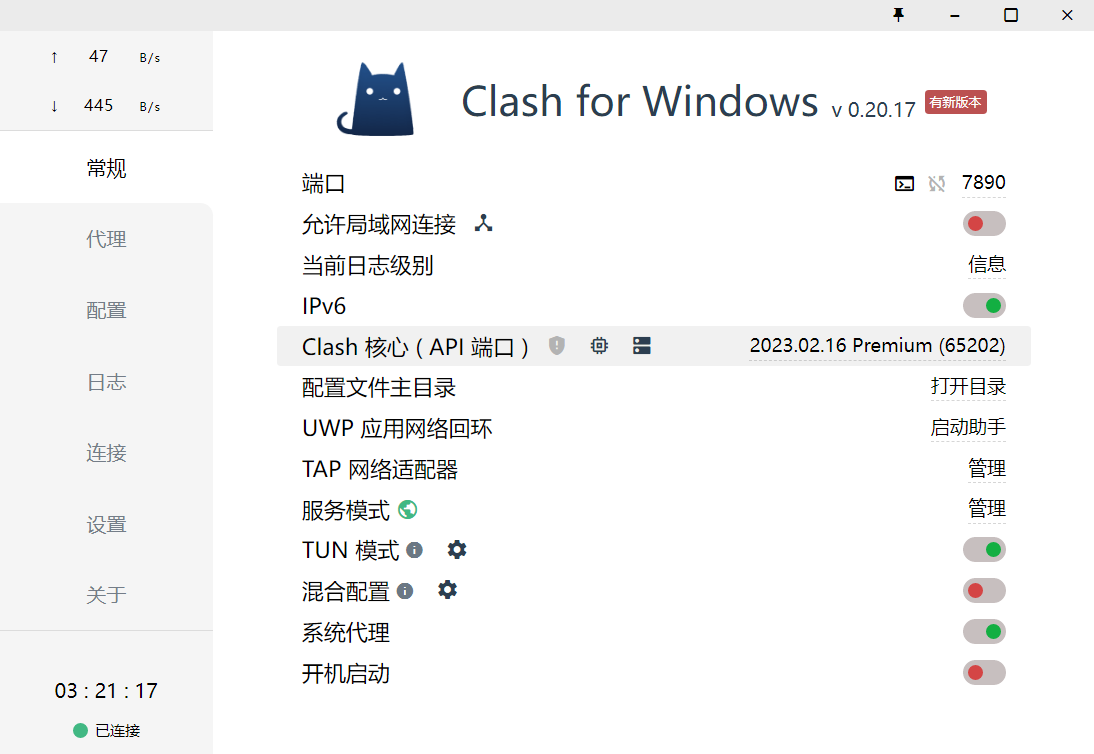 ↑ 47 B/s
↓ 445 B/s
常规
代理
配置
日志
连接
设置
关于
03 : 21 : 17
已连接
Clash for Windows v 0.20.17 有新版本
端口 7890
允许局域网连接
当前日志级别 信息
IPv6
Clash 核心 ( API 端口 ) 2023.02.16 Premium (65202)
配置文件主目录 打开目录
UWP 应用网络回环 启动助手
TAP 网络适配器 管理
服务模式 管理
TUN 模式
混合配置
系统代理
开机启动